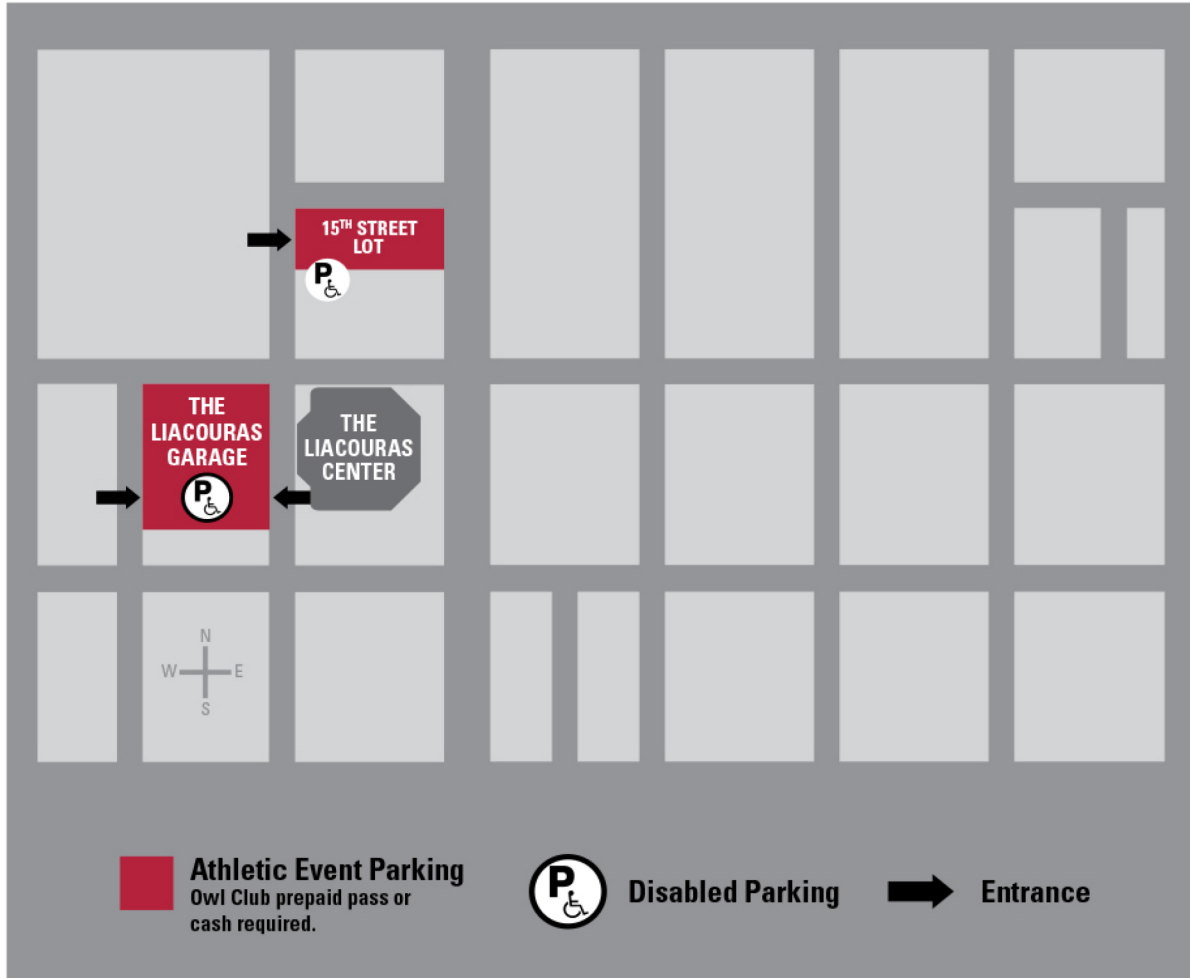 15TH STREET
LOT
P
THE
LIACOURAS
GARAGE
P
THE
LIACOURAS
CENTER
N
W E
S
Athletic Event Parking
Owl Club prepaid pass or
cash required.
P
Disabled Parking
Entrance